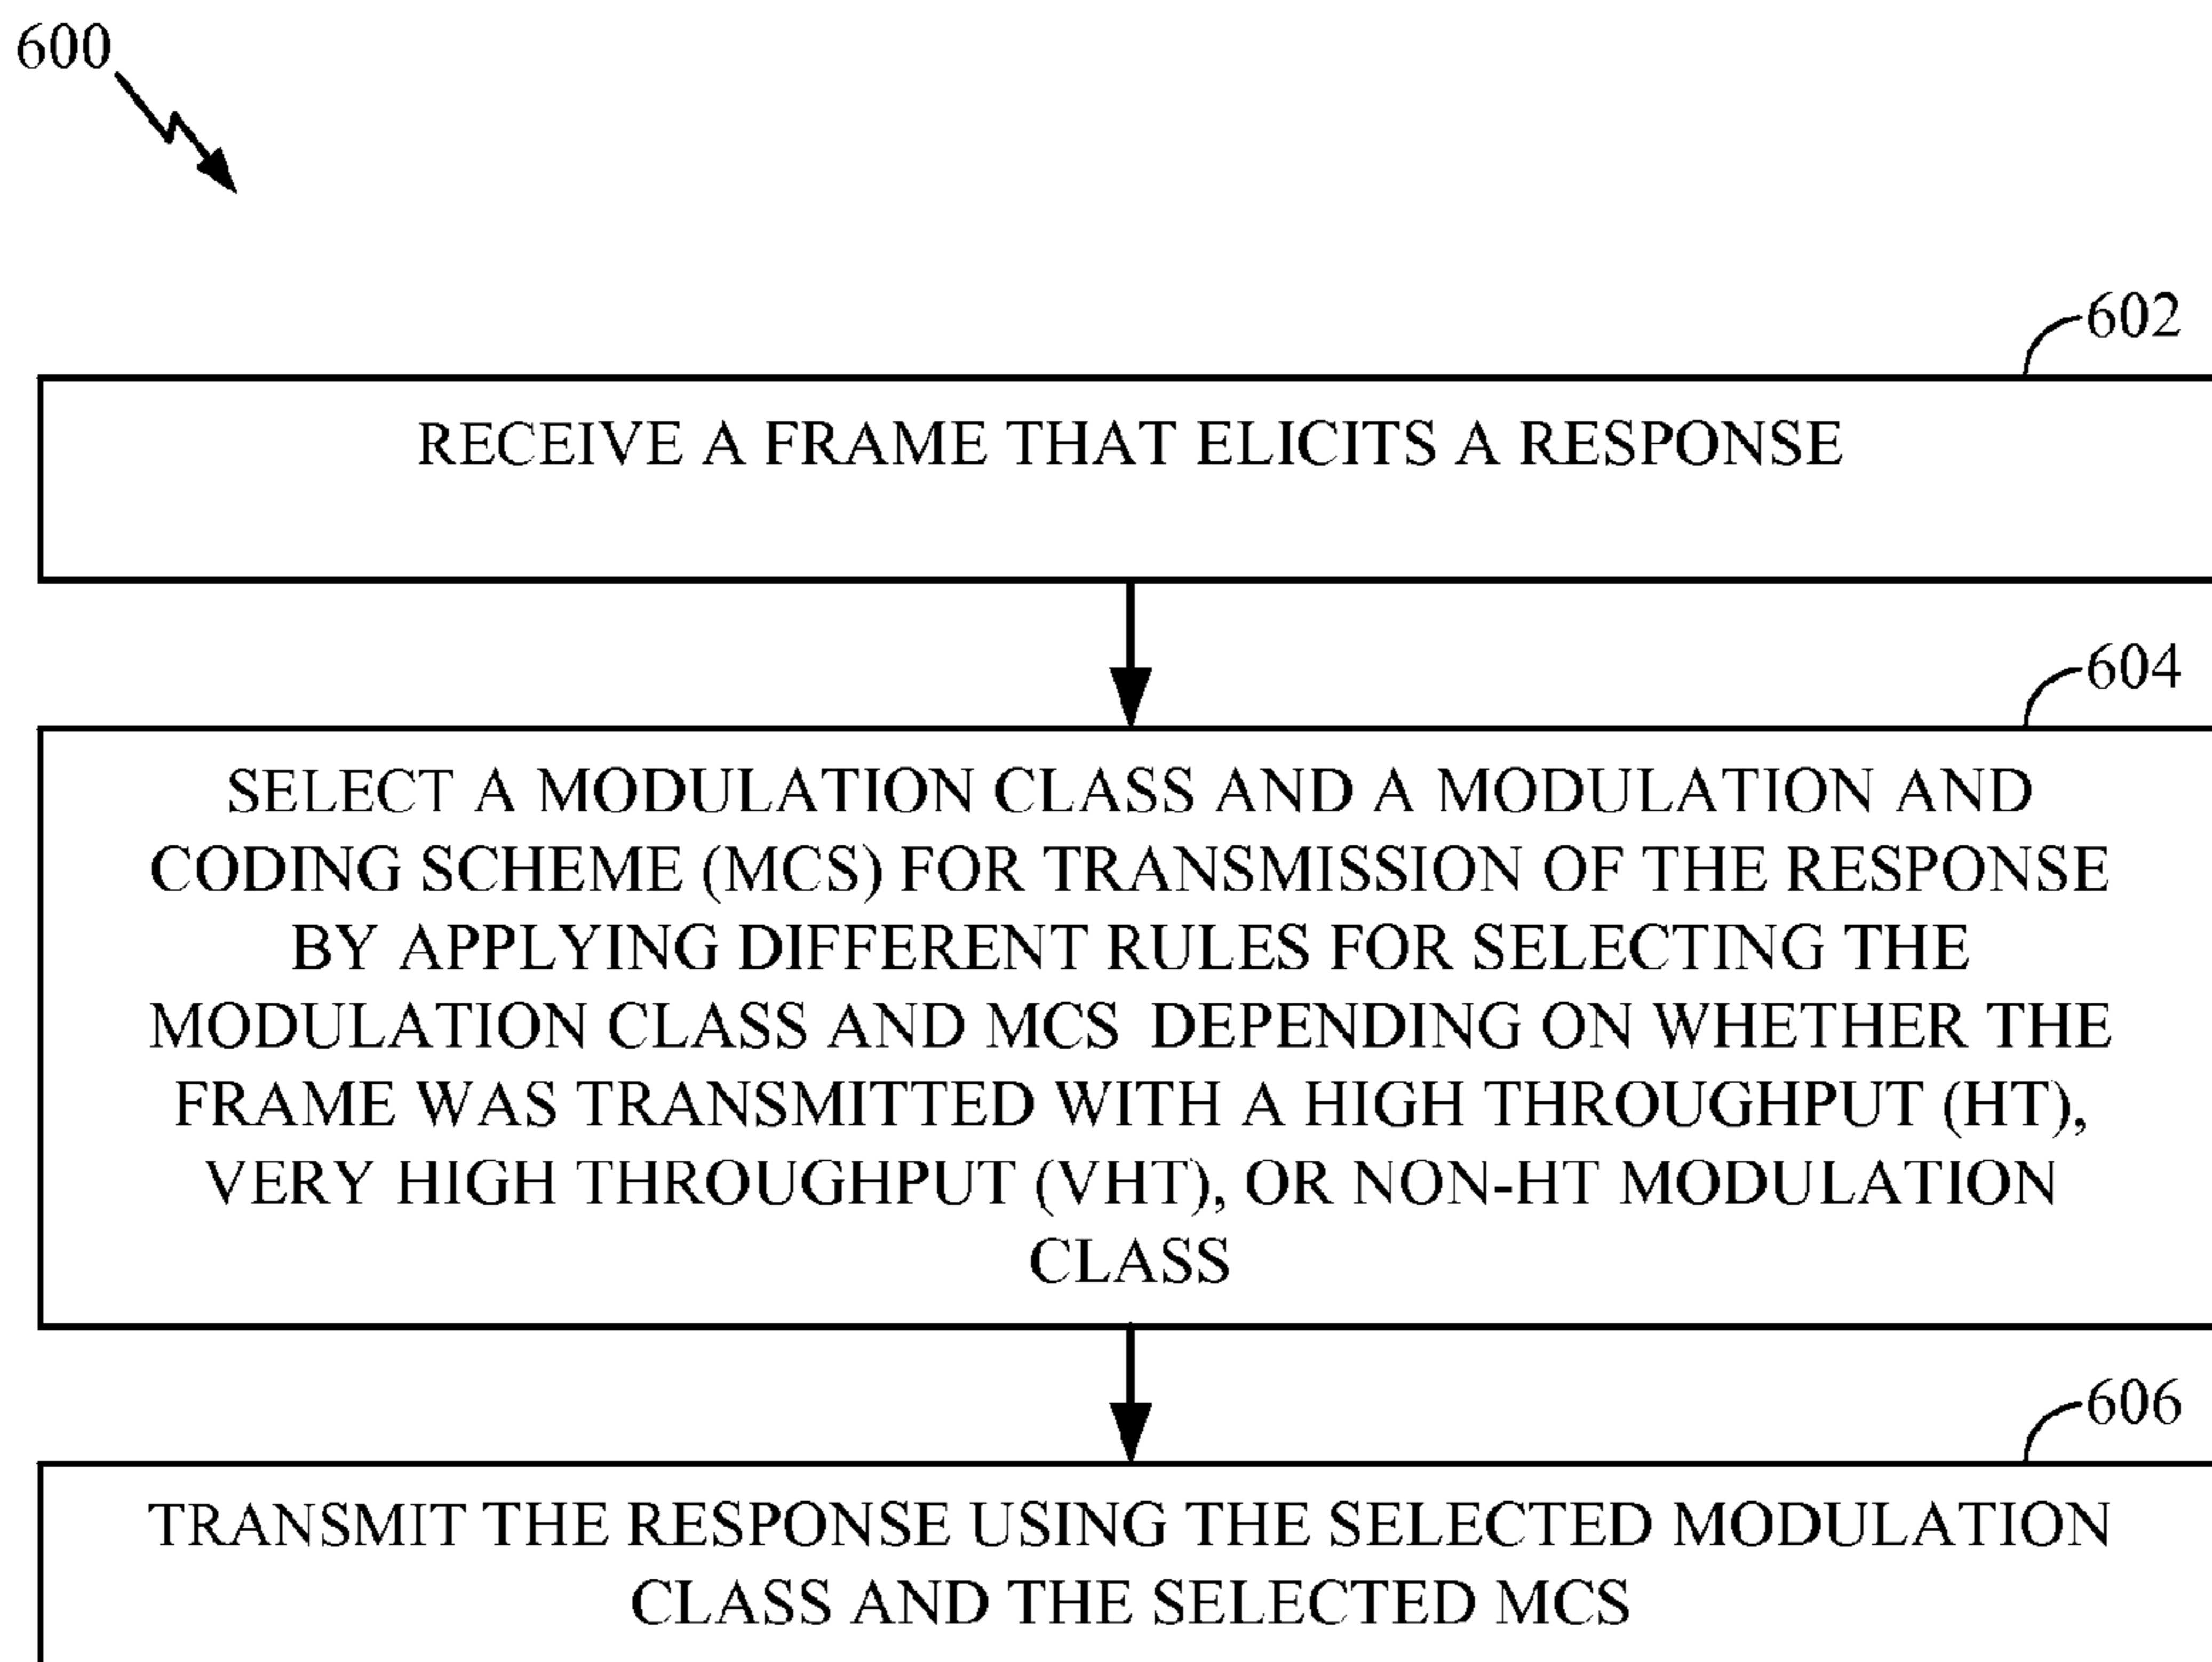 600
602
RECEIVE A FRAME THAT ELICITS A RESPONSE
604
SELECT A MODULATION CLASS AND A MODULATION AND
CODING SCHEME (MCS) FOR TRANSMISSION OF THE RESPONSE
BY APPLYING DIFFERENT RULES FOR SELECTING THE
MODULATION CLASS AND MCS DEPENDING ON WHETHER THE
FRAME WAS TRANSMITTED WITH A HIGH THROUGHPUT (HT),
VERY HIGH THROUGHPUT (VHT), OR NON-HT MODULATION
CLASS
606
TRANSMIT THE RESPONSE USING THE SELECTED MODULATION
CLASS AND THE SELECTED MCS